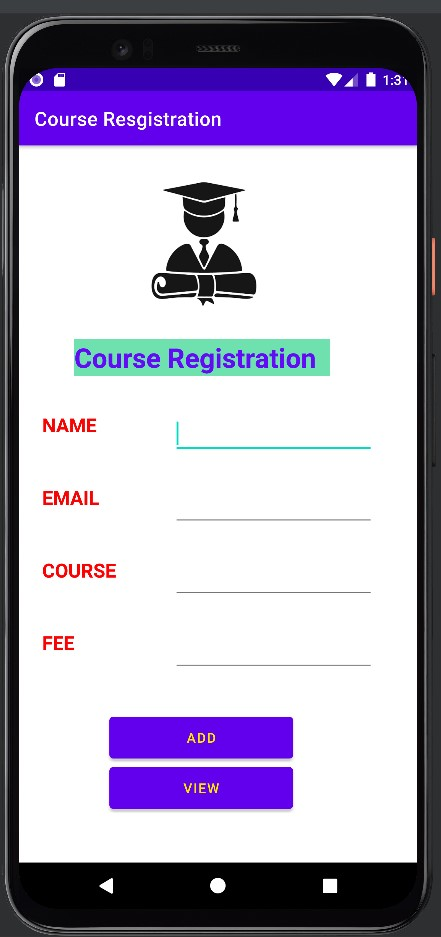 1:31
Course Resgistration
Course Registration
NAME
EMAIL
COURSE
FEE
ADD
VIEW